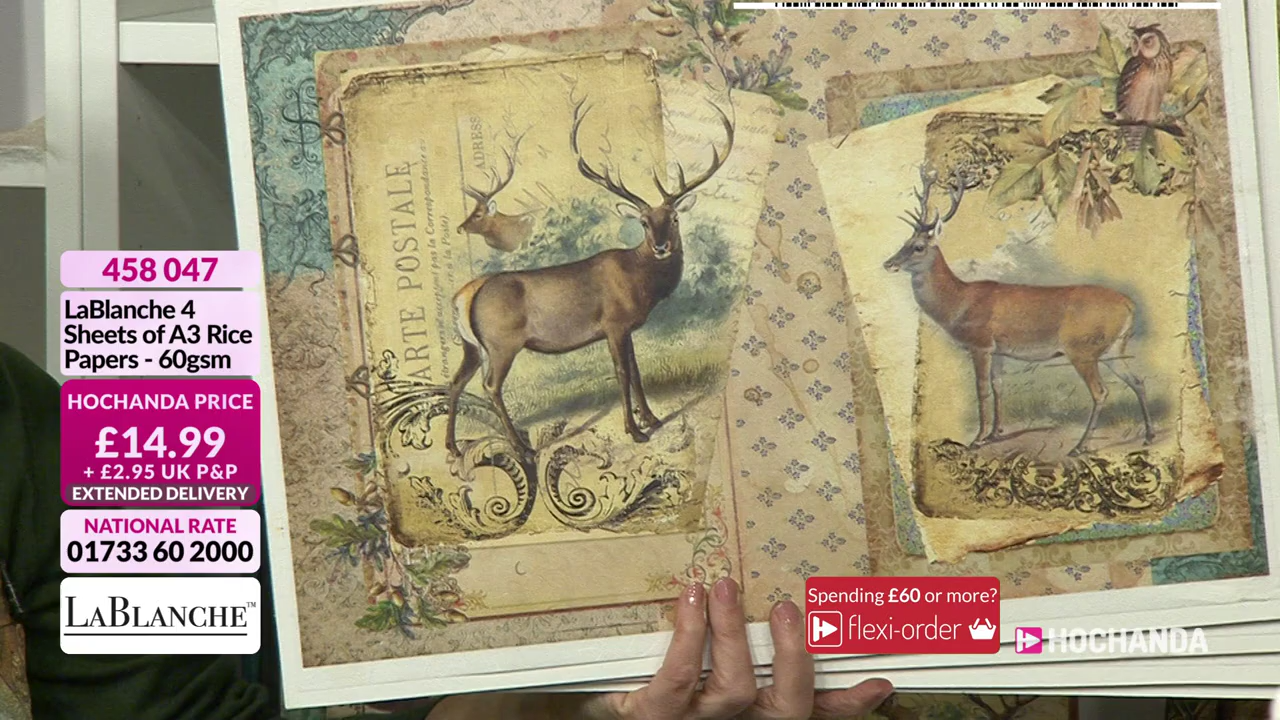 458 047
LaBlanche 4
Sheets of A3 Rice
Papers - 60gsm
HOCHANDA PRICE
£14.99
+ £2.95 UK P&P
EXTENDED DELIVERY
NATIONAL RATE
01733 60 2000
LABLANCHE™
ARTE POSTALE
ADRESS
Spending £60 or more?
flexi-order
HOCHANDA